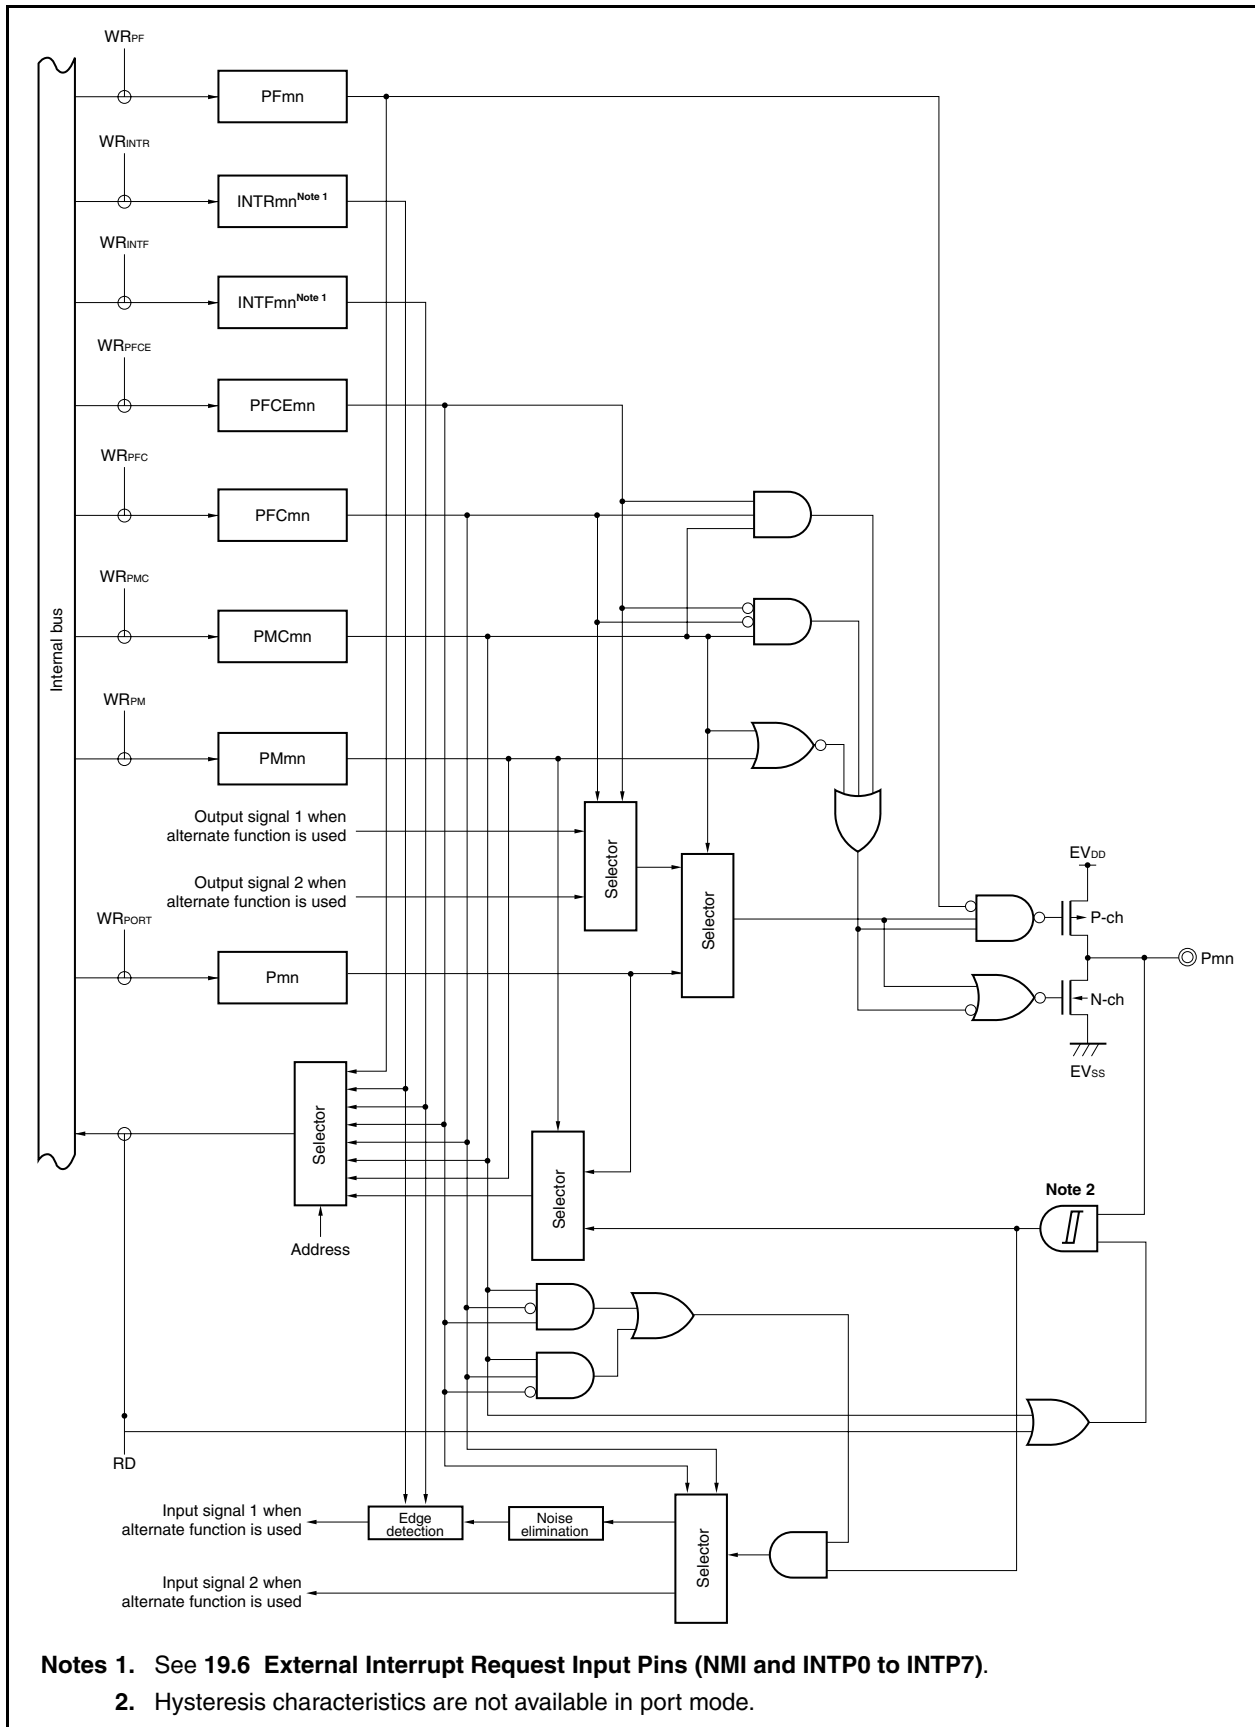 WRPF
PFmn
WRINTR
INTRmnNote 1
WRINTF
INTFmnNote 1
WRPFCE
PFCEmn
WRPFC
PFCmn
WRPMC
PMCmn
Internal bus
WRPM
PMmn
Output signal 1 when
alternate function is used
Selector
Output signal 2 when
alternate function is used
Selector
EVDD
P-ch
WRPORT
Pmn
Pmn
N-ch
EVSS
Selector
Selector
Note 2
Address
RD
Input signal 1 when
alternate function is used
Edge
detection
Noise
elimination
Selector
Input signal 2 when
alternate function is used
Notes 1. See 19.6 External Interrupt Request Input Pins (NMI and INTP0 to INTP7).
2. Hysteresis characteristics are not available in port mode.